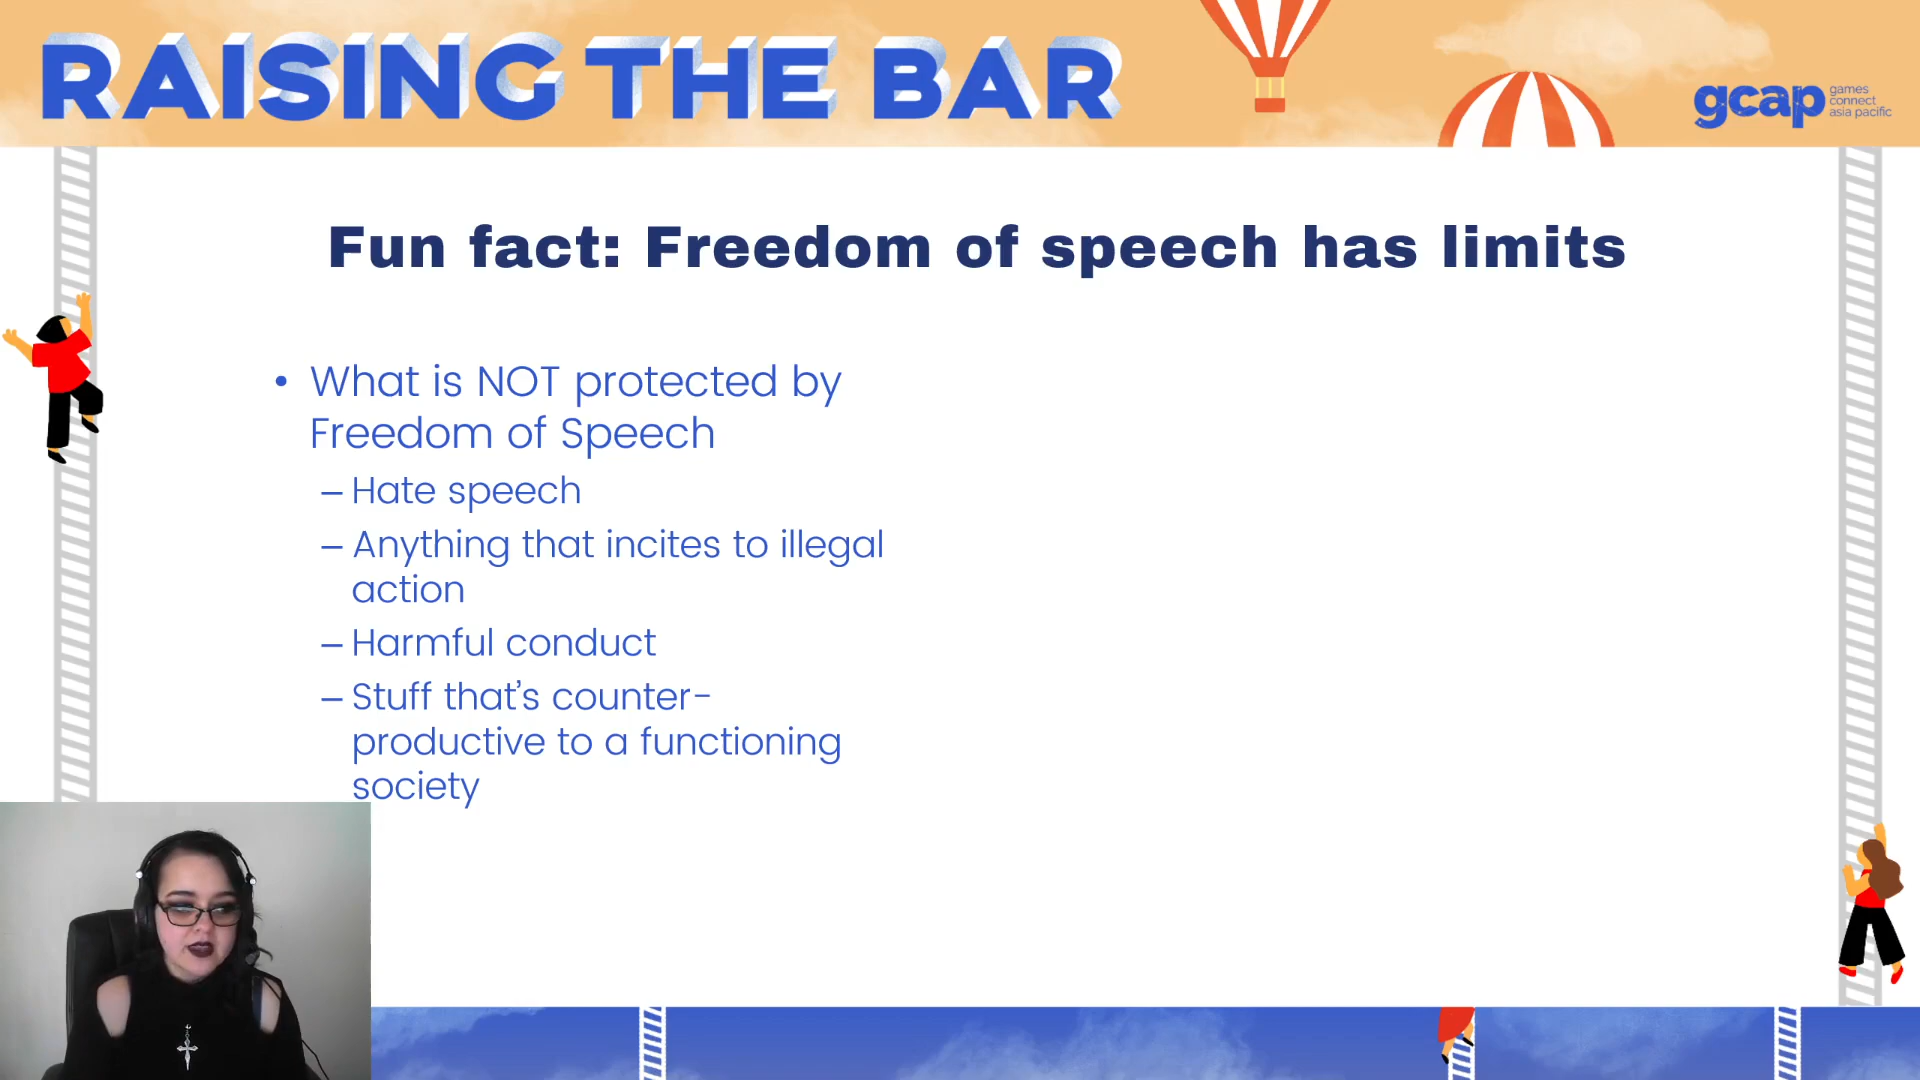 RAISING THE BAR
gcap games
connect
asia pacific
Fun fact: Freedom of speech has limits
• What is NOT protected by
Freedom of Speech
– Hate speech
– Anything that incites to illegal
action
– Harmful conduct
– Stuff that’s counter-
productive to a functioning
society